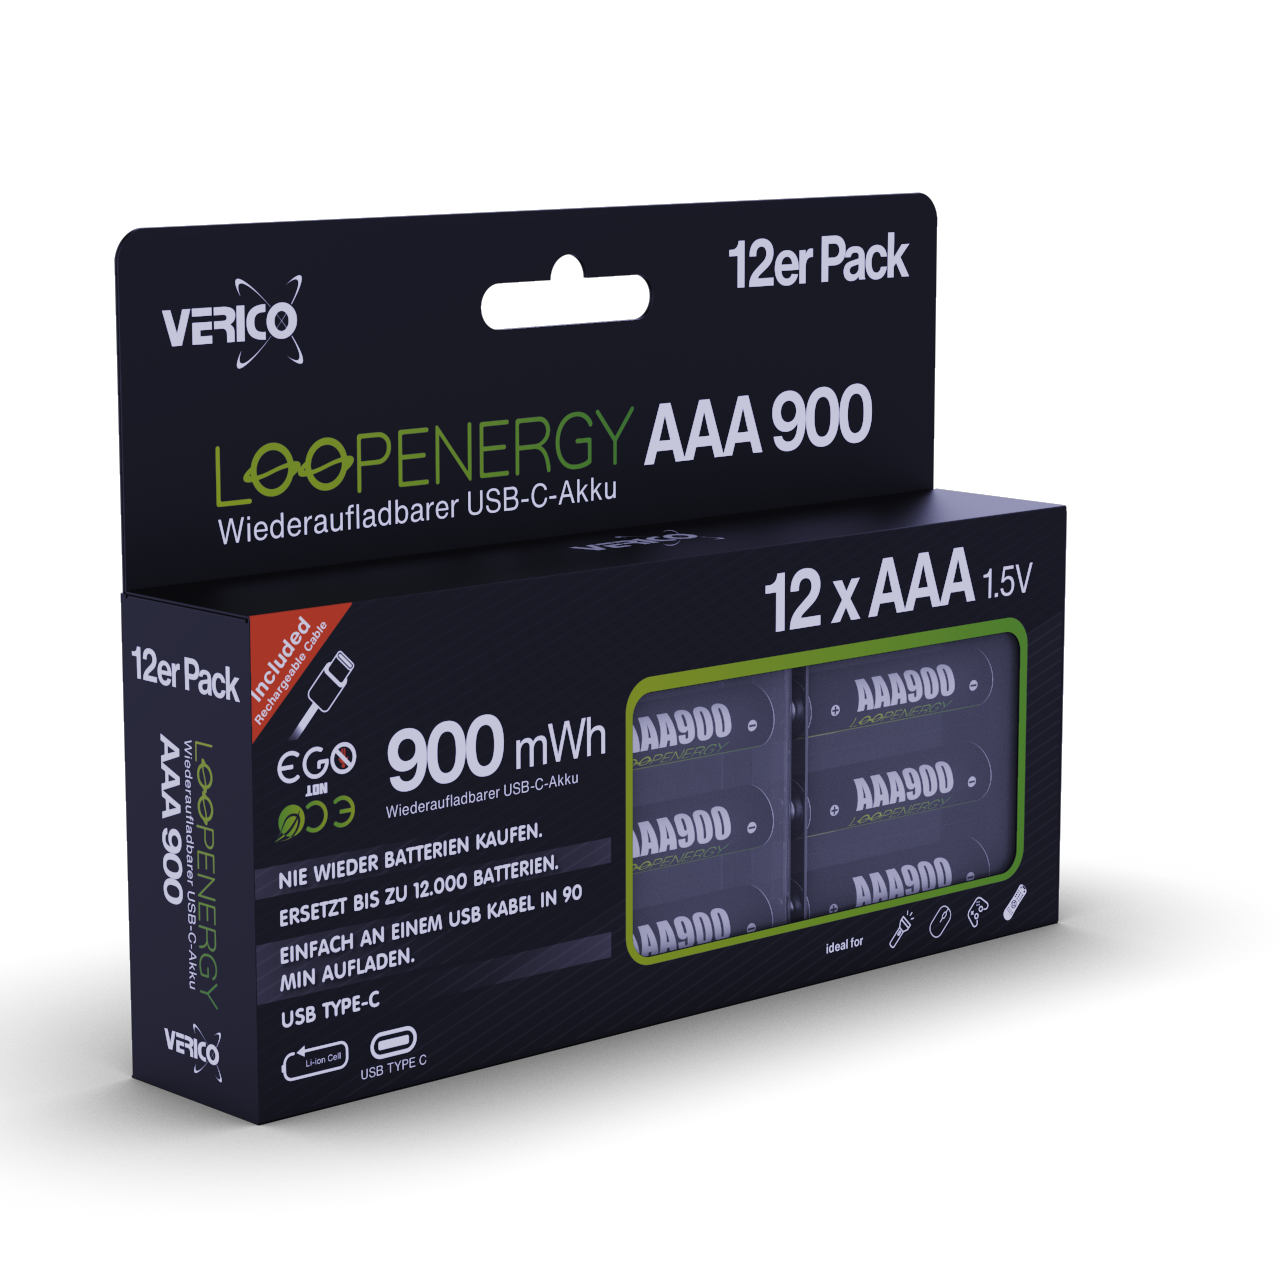 VERICO
12er Pack
LOOPENERGY AAA 900
Wiederaufladbarer USB-C-Akku
VERICO
12 x AAA 1.5V
Included
Rechargeable Cable
12er Pack
LOOPENERGY
Wiederaufladbarer USB-C-Akku
AAA 900
VERICO
EGO
NOT
ECO
900 mWh
Wiederaufladbarer USB-C-Akku
NIE WIEDER BATTERIEN KAUFEN.
ERSETZT BIS ZU 12.000 BATTERIEN.
EINFACH AN EINEM USB KABEL IN 90
MIN AUFLADEN.
USB TYPE-C
Li-ion Cell
USB TYPE C
AAA900
LOOPENERGY
AAA900
LOOPENERGY
AAA900
LOOPENERGY
AAA900
LOOPENERGY
AAA900
AAA900
ideal for